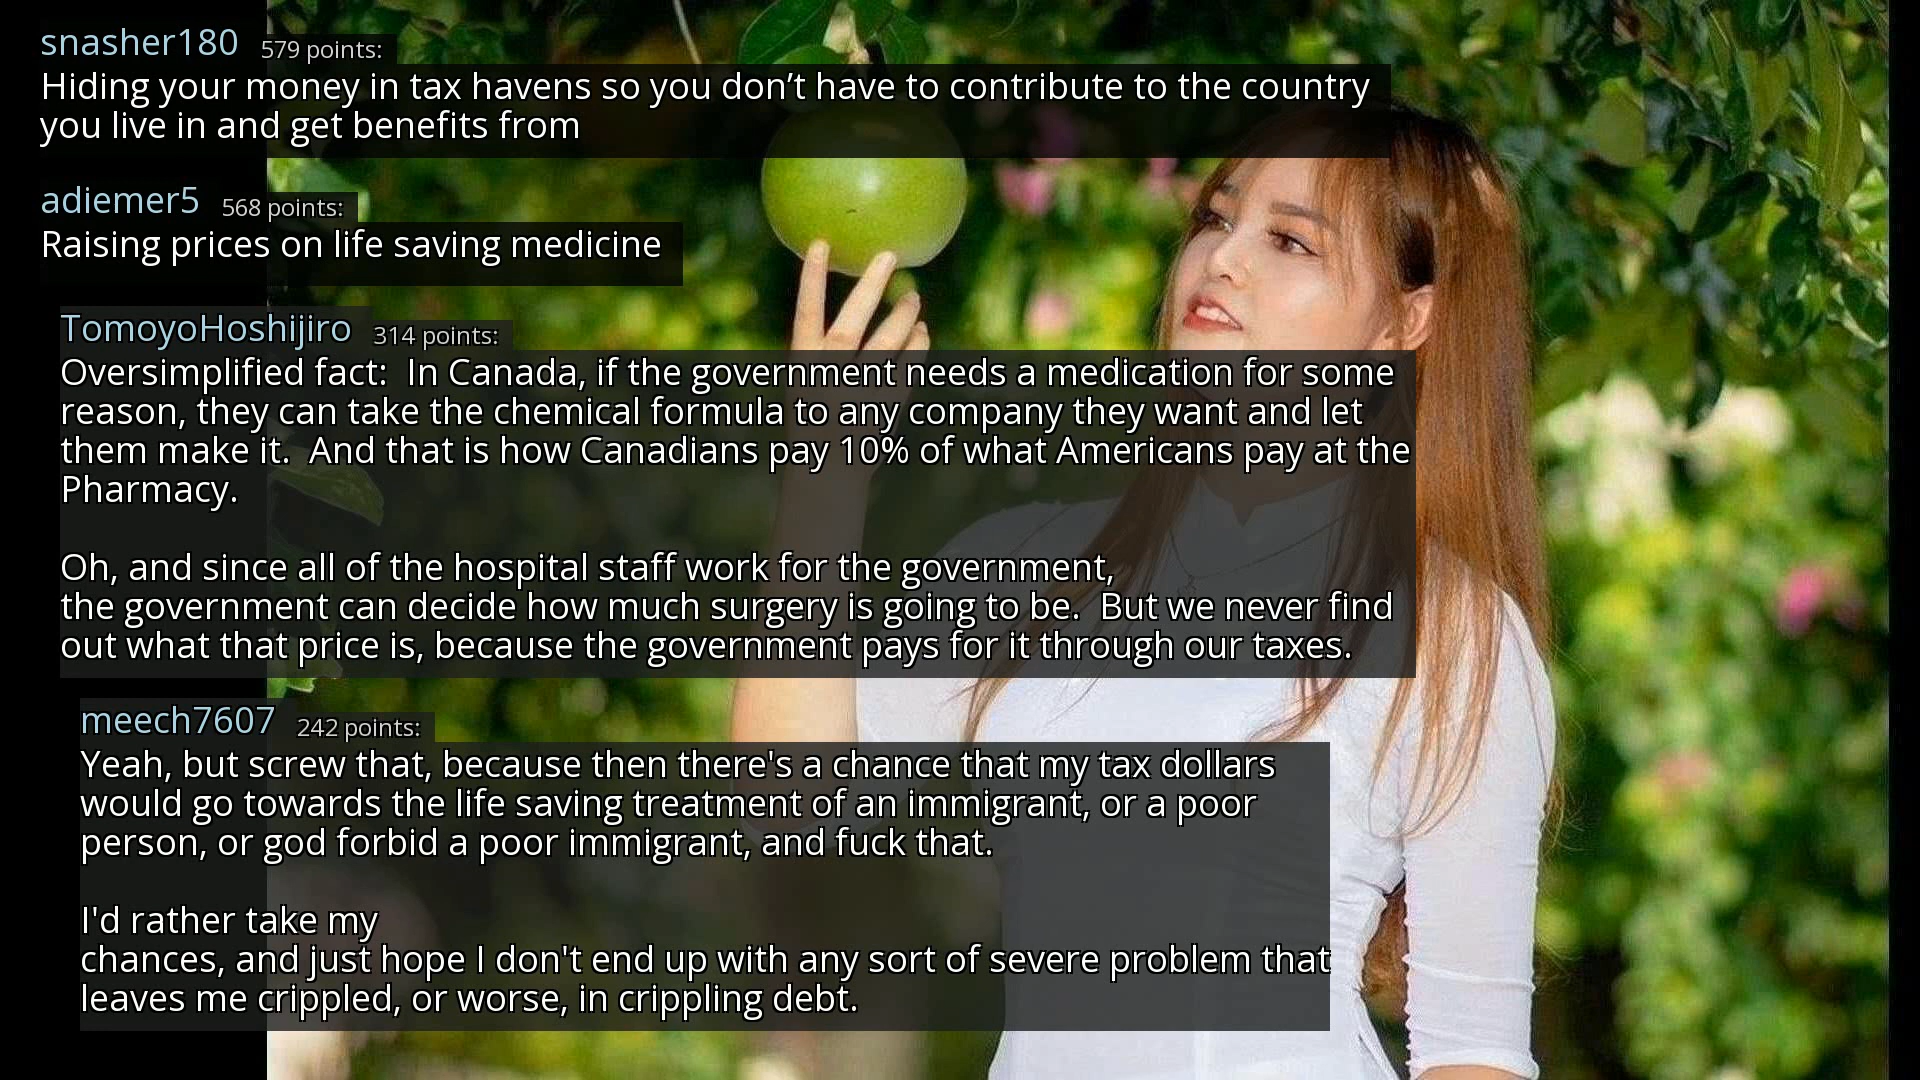 snasher180 579 points:
Hiding your money in tax havens so you don’t have to contribute to the country
you live in and get benefits from
adiemer5 568 points:
Raising prices on life saving medicine
TomoyoHoshijiro 314 points:
Oversimplified fact:  In Canada, if the government needs a medication for some
reason, they can take the chemical formula to any company they want and let
them make it.  And that is how Canadians pay 10% of what Americans pay at the
Pharmacy.
Oh, and since all of the hospital staff work for the government,
the government can decide how much surgery is going to be.  But we never find
out what that price is, because the government pays for it through our taxes.
meech7607 242 points:
Yeah, but screw that, because then there's a chance that my tax dollars
would go towards the life saving treatment of an immigrant, or a poor
person, or god forbid a poor immigrant, and fuck that.
I'd rather take my
chances, and just hope I don't end up with any sort of severe problem that
leaves me crippled, or worse, in crippling debt.